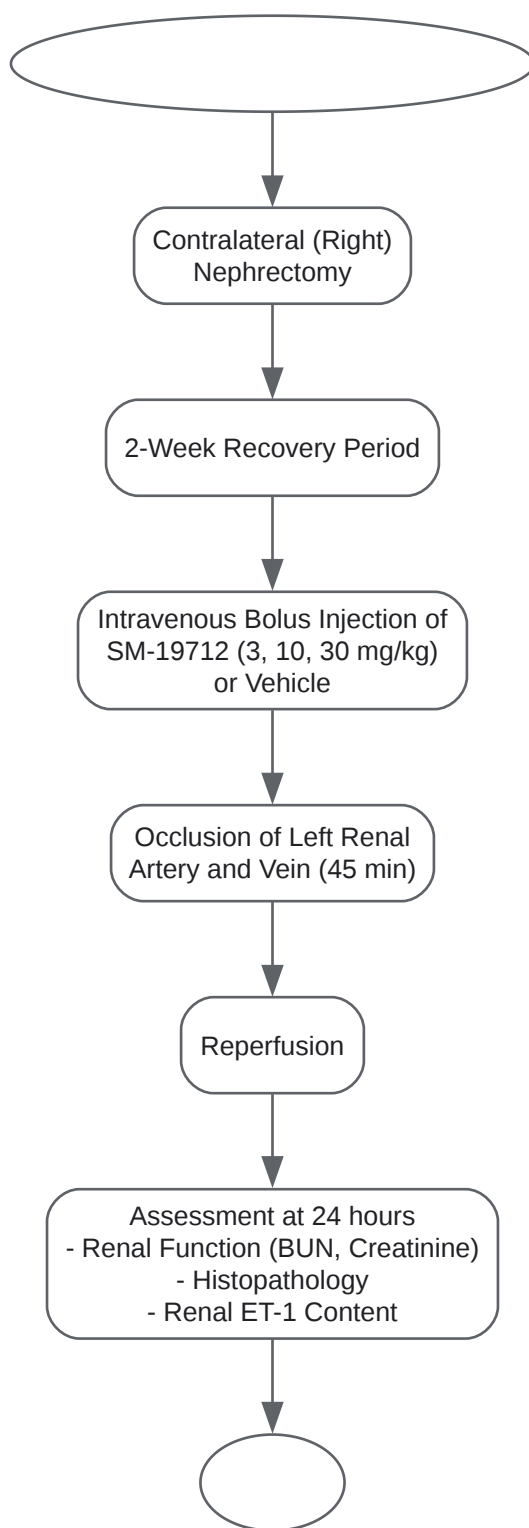 Contralateral (Right)
Nephrectomy
2-Week Recovery Period
Intravenous Bolus Injection of
SM-19712 (3, 10, 30 mg/kg)
or Vehicle
Occlusion of Left Renal
Artery and Vein (45 min)
Reperfusion
Assessment at 24 hours
- Renal Function (BUN, Creatinine)
- Histopathology
- Renal ET-1 Content